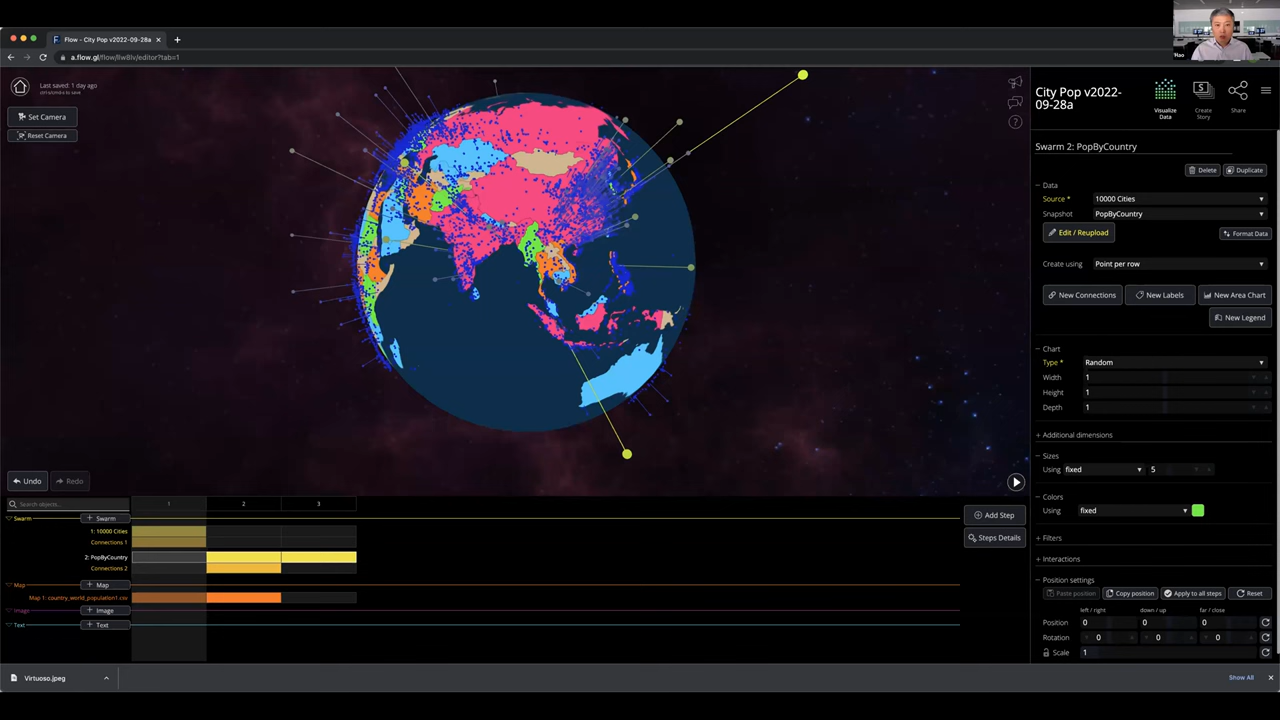 Flow - City Pop v2022-09-28a
a.flow.gl/flow/llw8lv/editor?tab=1
Hao
Last saved: 1 day ago
Set Camera
Reset Camera
City Pop v2022-09-28a
Visualize Data
Create Story
Share
Swarm 2: PopByCountry
Delete
Duplicate
Data
Source * 10000 Cities
Snapshot PopByCountry
Edit / Reupload
Format Data
Create using Point per row
New Connections
New Labels
New Area Chart
New Legend
Chart
Type * Random
Width 1
Height 1
Depth 1
Additional dimensions
Sizes
Using fixed 5
Colors
Using fixed
Filters
Interactions
Position settings
Paste position
Copy position
Apply to all steps
Reset
left / right down / up far / close
Position 0 0 0
Rotation 0 0 0
Scale 1
Undo
Redo
Search objects...
1 2 3
Add Step
Steps Details
Swarm + Swarm
1: 10000 Cities
Connections 1
2: PopByCountry
Connections 2
Map + Map
Map 1: country_world_population1.csv
Image + Image
Text + Text
Virtuoso.jpeg
Show All